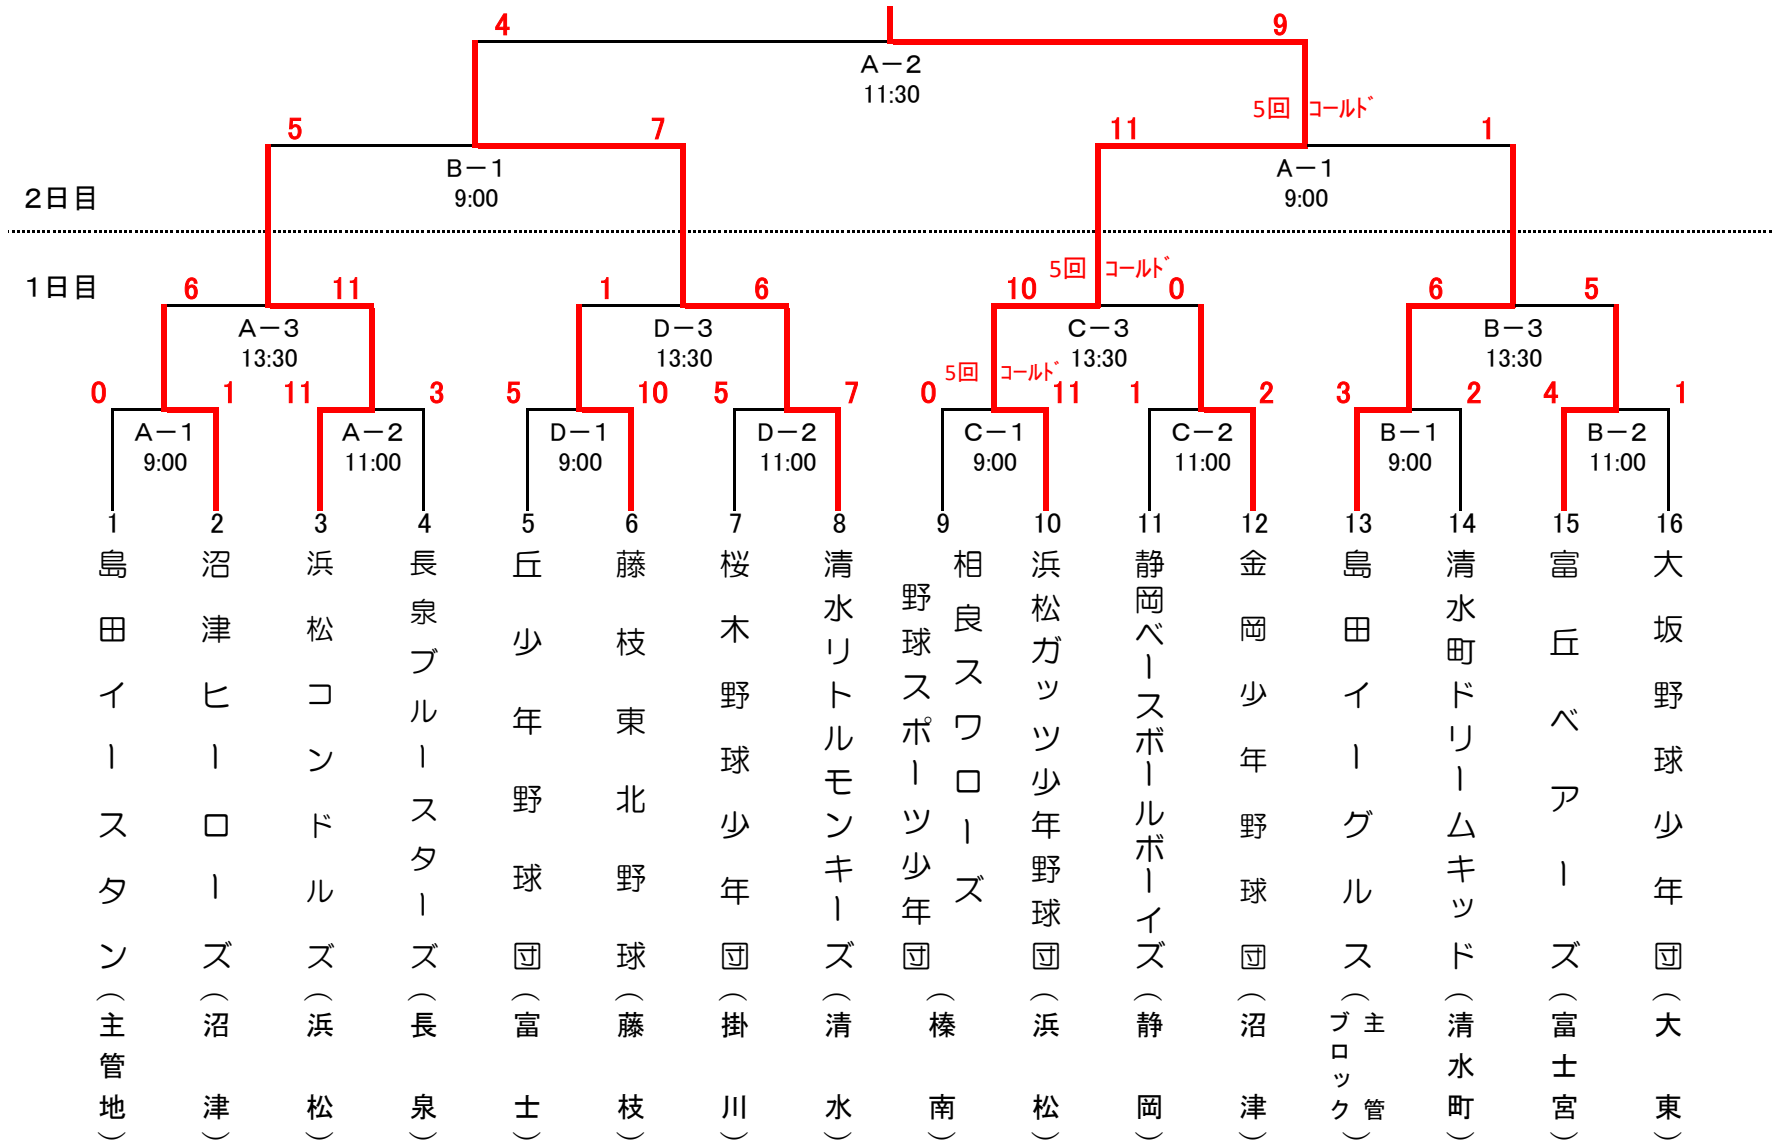 4 9
A－2
11:30
5回 ｺｰﾙﾄﾞ
5 7 11 1
B－1 A－1
9:00 9:00
2日目
1日目
5回 ｺｰﾙﾄﾞ
6 11 1 6 10 0 6 5
A－3 D－3 C－3 B－3
13:30 13:30 13:30 13:30
5回 ｺｰﾙﾄﾞ
0 1 11 3 5 10 5 7 0 11 1 2 3 2 4 1
A－1 A－2 D－1 D－2 C－1 C－2 B－1 B－2
9:00 11:00 9:00 11:00 9:00 11:00 9:00 11:00
1 2 3 4 5 6 7 8 9 10 11 12 13 14 15 16
島田イースタン（主管地）
沼津ヒーローズ（沼津）
浜松コンドルズ（浜松）
長泉ブルースターズ（長泉）
丘少年野球団（富士）
藤枝東北野球（藤枝）
桜木野球少年団（掛川）
清水リトルモンキーズ（清水）
相良スワローズ
野球スポーツ少年団
（榛南）
浜松ガッツ少年野球団（浜松）
静岡ベースボールボーイズ（静岡）
金岡少年野球団（沼津）
島田イーグルス（主管
ブロック）
清水町ドリームキッド（清水町）
富丘ベアーズ（富士宮）
大坂野球少年団（大東）